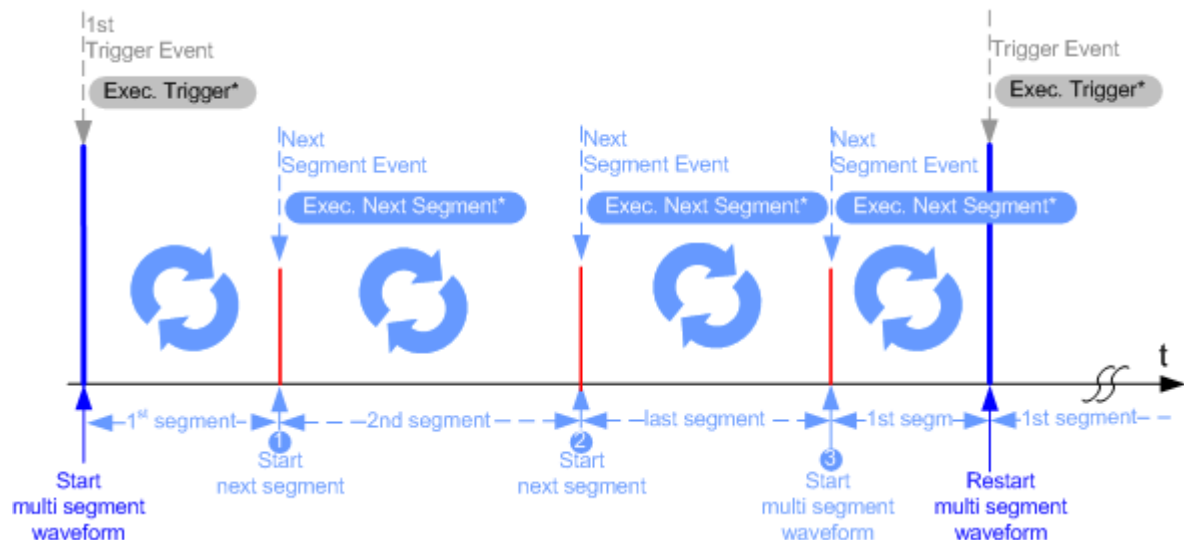 1st
Trigger Event
Exec. Trigger*
Next
Segment Event
Exec. Next Segment*
Next
Segment Event
Exec. Next Segment*
Next
Segment Event
Exec. Next Segment*
Trigger Event
Exec. Trigger*
t
1st segment
2nd segment
last segment
1st segm
1st segment
1
2
3
Start
multi segment
waveform
Start
next segment
Start
next segment
Start
multi segment
waveform
Restart
multi segment
waveform